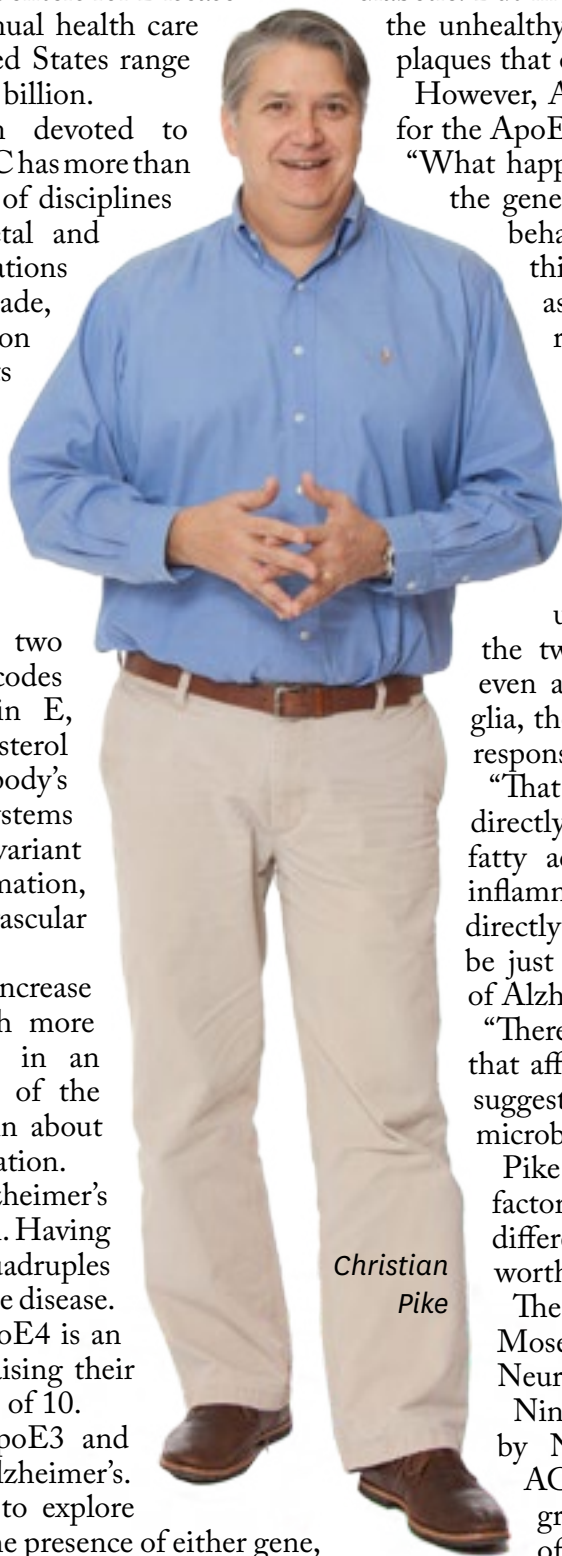 nual health care
ed States range
billion.
n devoted to
C has more than
of disciplines
etal and
ations
ade,
on
s
two
codes
in E,
sterol
body's
stems
variant
mation,
ascular
ncrease
h more
in an
of the
n about
ation.
zheimer's
. Having
uadruples
e disease.
oE4 is an
ising their
of 10.
poE3 and
lzheimer's.
to explore
he presence of either gene,
the unhealthy
plaques that
However, A
for the ApoE
“What happ
the gene
beha
thi
as
r
u
the tw
even a
glia, th
respons
“That
directly
fatty ac
inflamm
directly
be just
of Alzh
“There
that aff
suggest
microb
Pike
factor
differe
worth
The
Mose
Neur
Nin
by N
AC
gr
of
Christian
Pike